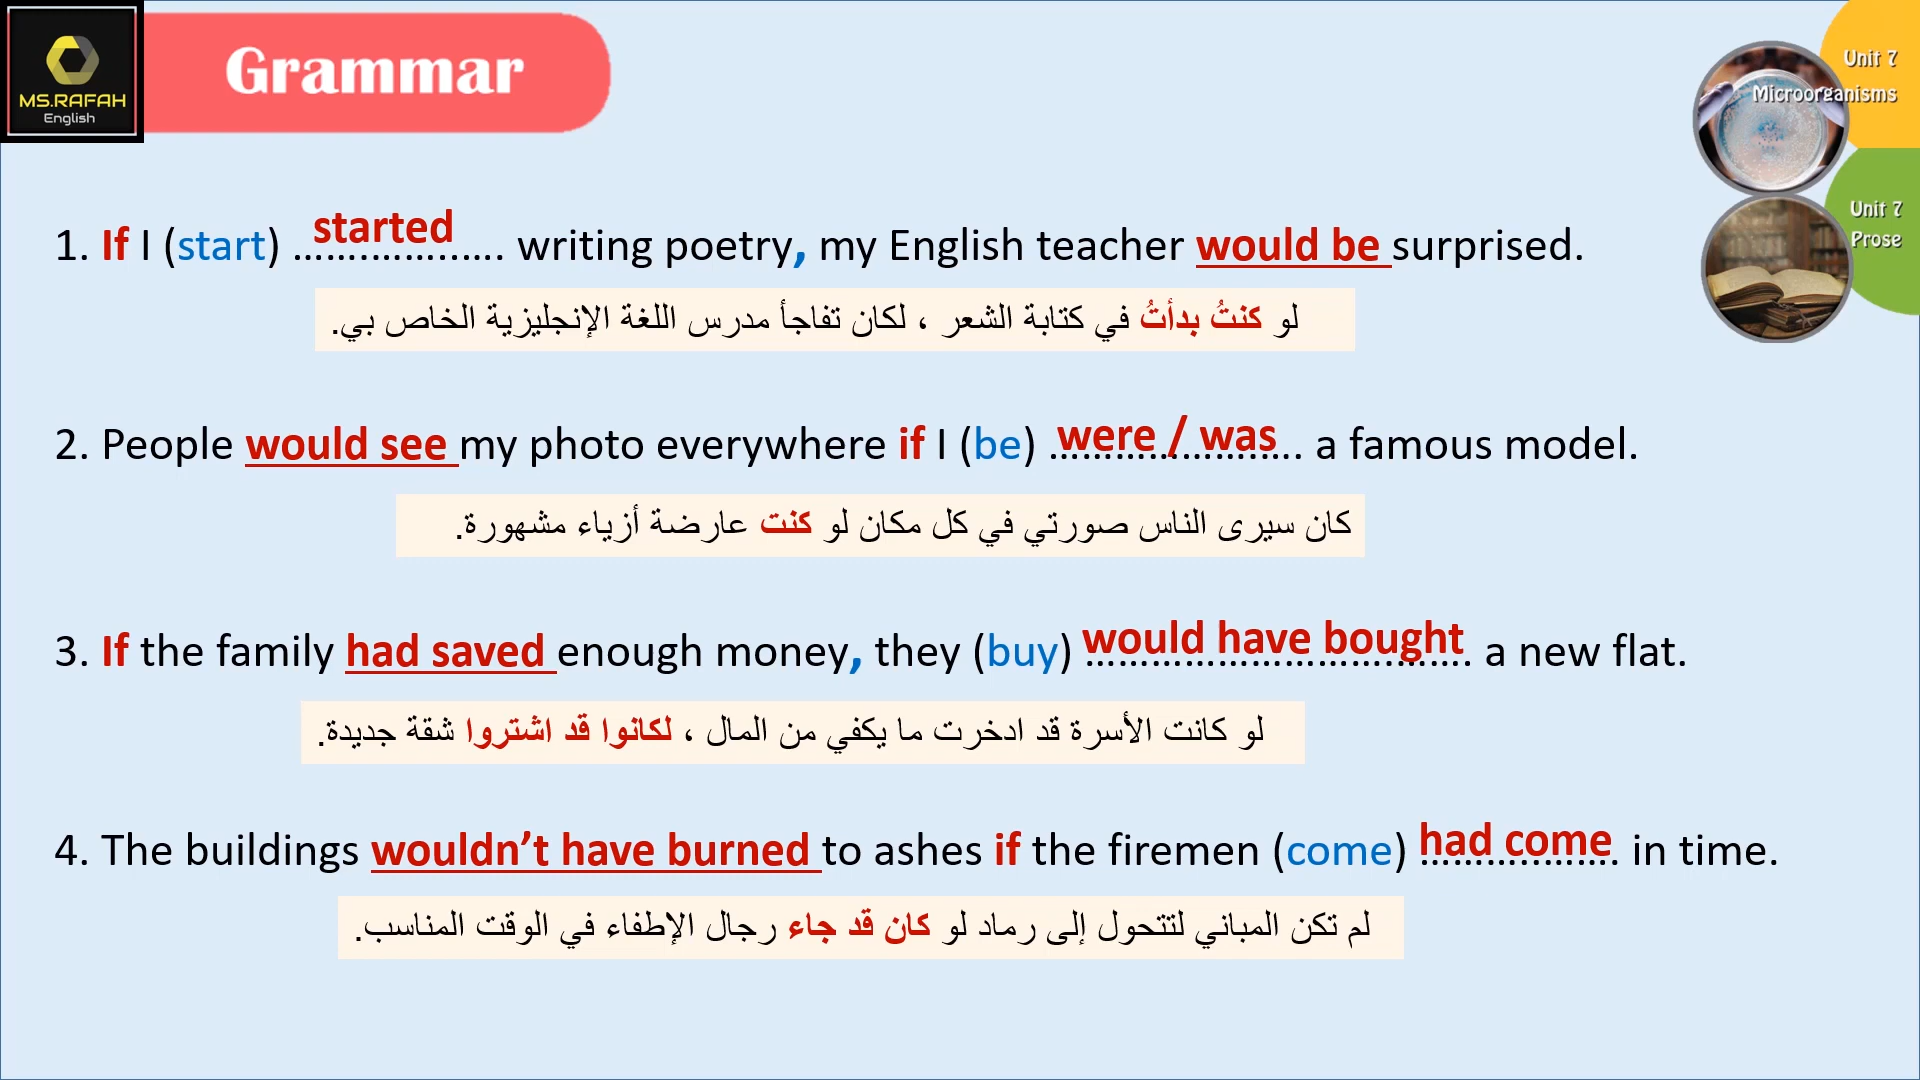 MS.RAFAH
English
Grammar
Unit 7
Microorganisms
Unit 7
Prose
1. If I (start) started ………………… writing poetry, my English teacher would be surprised.
لو كنتُ بدأتُ في كتابة الشعر ، لكان تفاجأ مدرس اللغة الإنجليزية الخاص بي.
2. People would see my photo everywhere if I (be) were / was ………………… a famous model.
كان سيرى الناس صورتي في كل مكان لو كنت عارضة أزياء مشهورة.
3. If the family had saved enough money, they (buy) would have bought ………………………… a new flat.
لو كانت الأسرة قد ادخرت ما يكفي من المال ، لكانوا قد اشتروا شقة جديدة.
4. The buildings wouldn’t have burned to ashes if the firemen (come) had come ……………… in time.
لم تكن المباني لتتحول إلى رماد لو كان قد جاء رجال الإطفاء في الوقت المناسب.